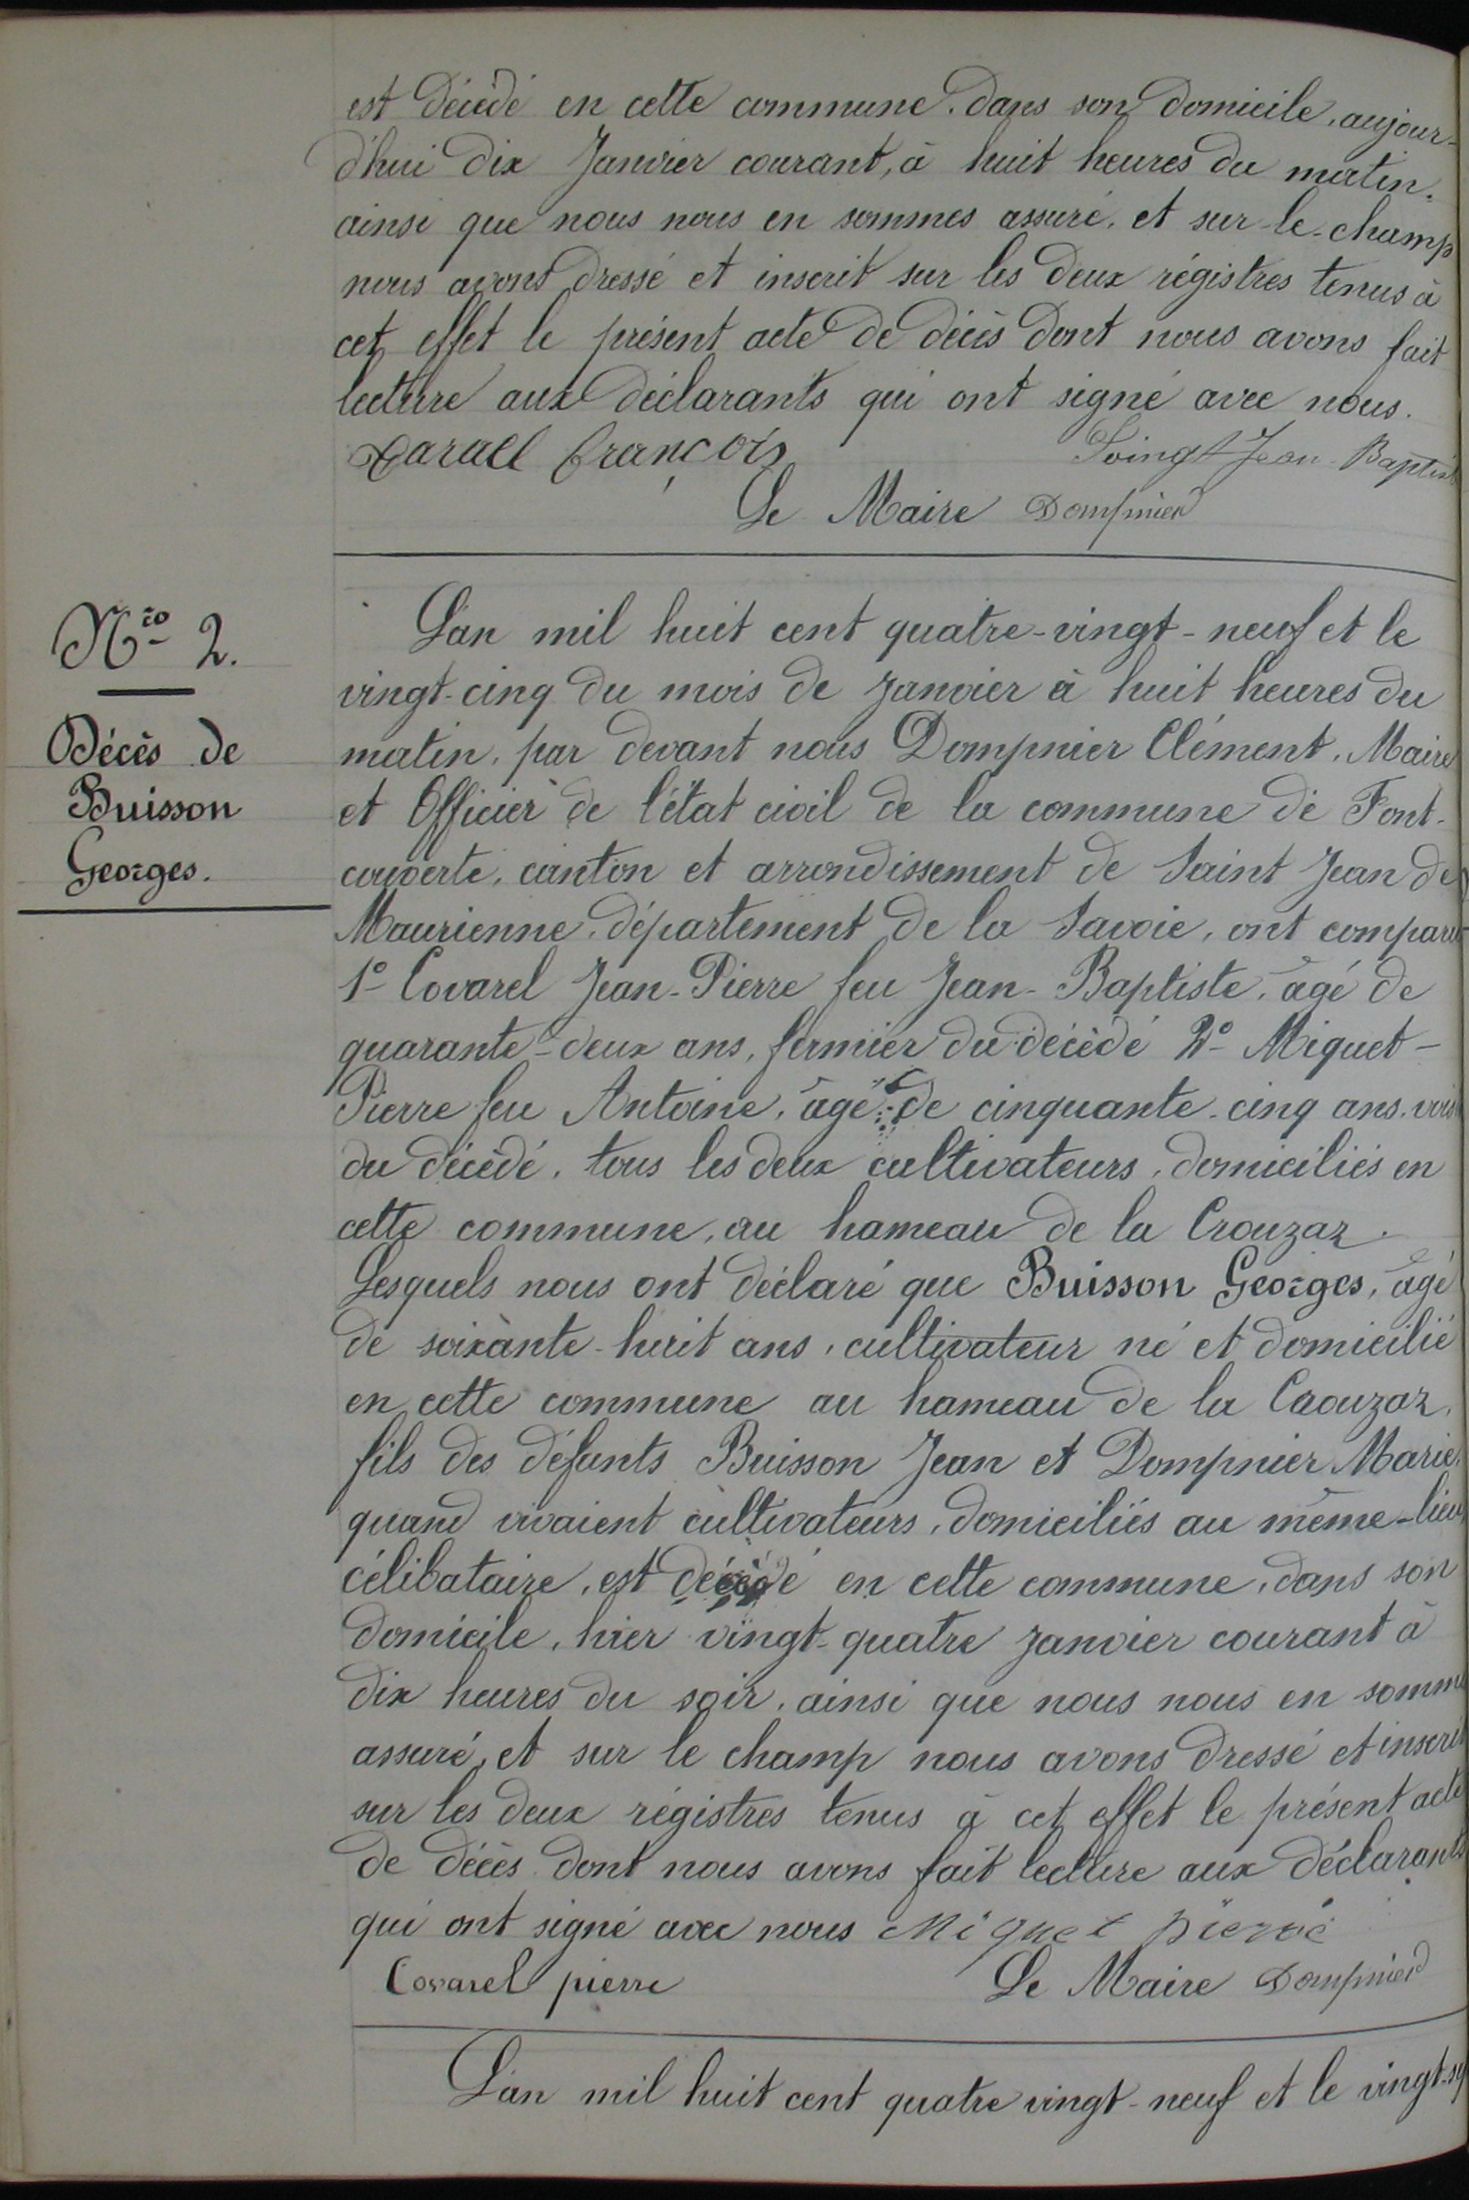 est décédé en cette commune. dans son domicile, aujour-
d'hui dix Janvier courant, à huit heures du matin.
ainsi que nous nous en sommes assuré, et sur-le-champ
nous avons dressé et inscrit sur les deux régistres tenus à
cet effet le présent acte de décès dont nous avons fait
lecture aux déclarants qui ont signé avec nous.
françois Jean-Baptiste
Le Maire Dompnier
Nro 2.
Décès de
Buisson
Georges.
L'an mil huit cent quatre-vingt-neuf et le
vingt-cinq du mois de Janvier à huit heures du
matin, par devant nous Dompnier Clément, Maire
et Officier de l'état civil de la commune de Font-
couverte, canton et arrondissement de Saint Jean de
Maurienne, département de la Savoie, ont comparu
1° Covarel Jean-Pierre feu Jean-Baptiste, âgé de
quarante-deux ans, fermier du décédé 2° Miquet-
Pierre feu Antoine, âgé de cinquante-cinq ans, voisin
du décédé, tous les deux cultivateurs, domiciliés en
cette commune, au hameau de la Crouzaz.
Lesquels nous ont déclaré que Buisson Georges, âgé
de soixante-huit ans, cultivateur né et domicilié
en cette commune au hameau de la Crouzaz,
fils des défunts Buisson Jean et Dompnier Marie,
quand vivaient cultivateurs, domiciliés au même-lieu,
célibataire, est décédé en cette commune, dans son
domicile, hier vingt-quatre Janvier courant à
dix heures du soir, ainsi que nous nous en sommes
assuré, et sur le champ nous avons dressé et inscrit
sur les deux régistres tenus à cet effet le présent acte
de décès dont nous avons fait lecture aux déclarants
qui ont signé avec nous Miquet pierre
Covarel pierre Le Maire Dompnier
L'an mil huit cent quatre vingt-neuf et le vingt-